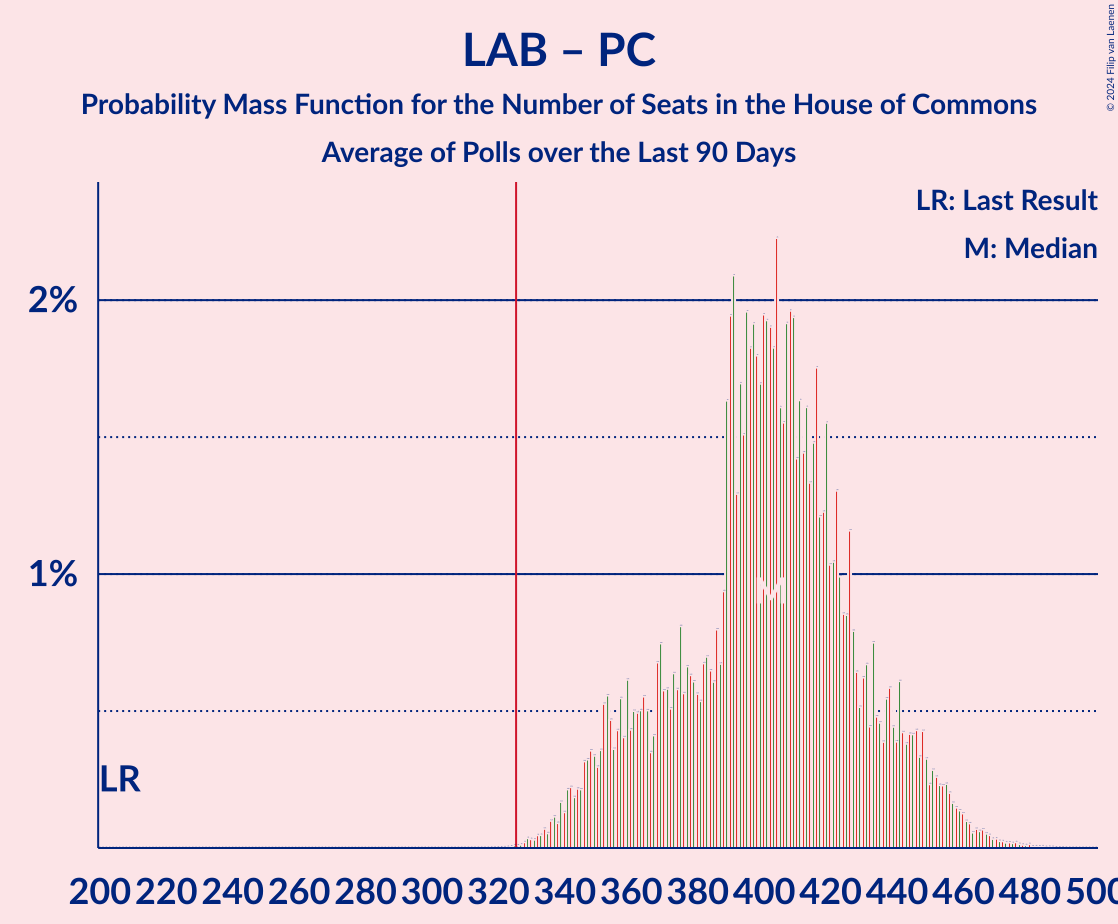 LAB – PC
Probability Mass Function for the Number of Seats in the House of Commons
Average of Polls over the Last 90 Days
© 2024 Filip van Laenen
LR: Last Result
M: Median
2%
1%
LR
M
200 220 240 260 280 300 320 340 360 380 400 420 440 460 480 500